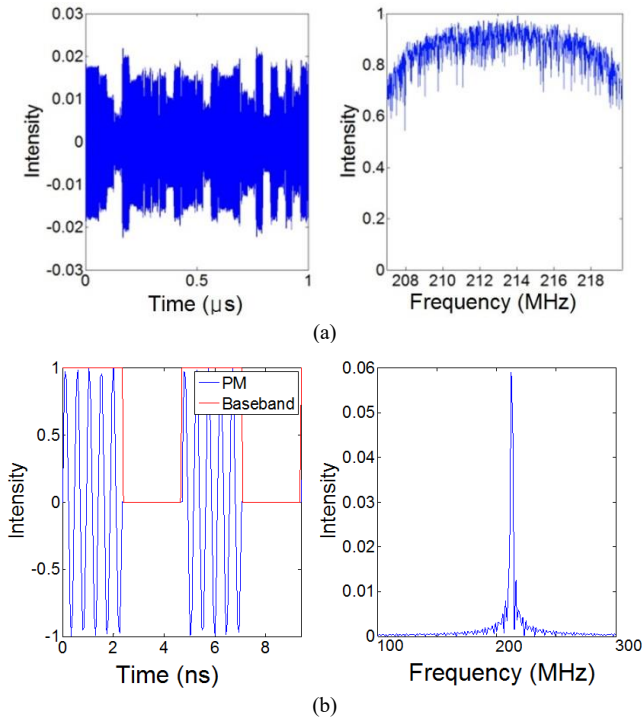 0.03
0.02
0.01
0
-0.01
-0.02
-0.03
Intensity
0 0.5 1
Time (μs)
1
0.8
0.6
0.4
0.2
0
Intensity
208 210 212 214 216 218
Frequency (MHz)
(a)
1
0.5
0
-0.5
-1
Intensity
PM
Baseband
0 2 4 6 8
Time (ns)
0.06
0.05
0.04
0.03
0.02
0.01
0
Intensity
100 200 300
Frequency (MHz)
(b)